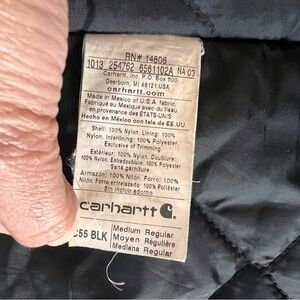 RN# 14806
1013 254762 6561102A NA 03
Carhartt, Inc. P.O. Box 600
Dearborn, MI 48121 USA
carhartt.com
Made in Mexico of U.S.A. fabric.
Fabriqué au Mexique avec du tissu
en provenance des ÉTATS-UNIS
Hecho en México con tela de EE.UU.
Shell: 100% Nylon. Lining: 100%
Nylon. Interlining: 100% Polyester
Exclusive of Trimming
Extérieur: 100% Nylon. Doublure:
100% Nylon. Entredoublure: 100% Polyester
Sans garniture.
Armazón: 100% Nilón. Forro: 100%
Nilón. Forro entrelazado: 100% Poliéster
Sin incluir adorno.
carhartt
C55 BLK
Medium Regular
Moyen Régulière
Mediana Regular